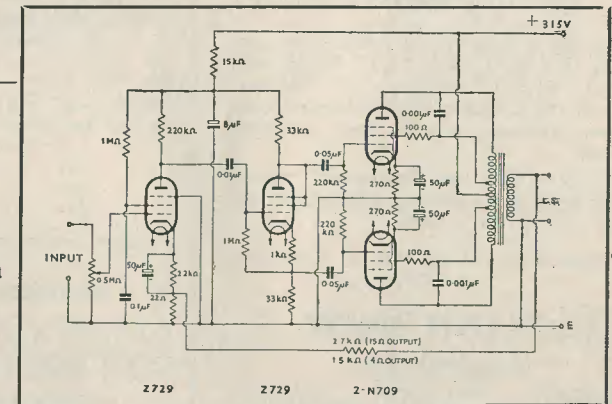 + 315V
15kΩ
1MΩ
220kΩ
8μF
33kΩ
0·001μF
100Ω
0·05μF
220kΩ
270Ω
50μF
0·01μF
270Ω
50μF
220
kΩ
1MΩ
1kΩ
100Ω
INPUT
0·5MΩ
50μF
2·2kΩ
0·05μF
0·001μF
33kΩ
22Ω
0·1μF
E
2·7kΩ (15Ω OUTPUT)
1·5kΩ (4Ω OUTPUT)
Z729
Z729
2-N709